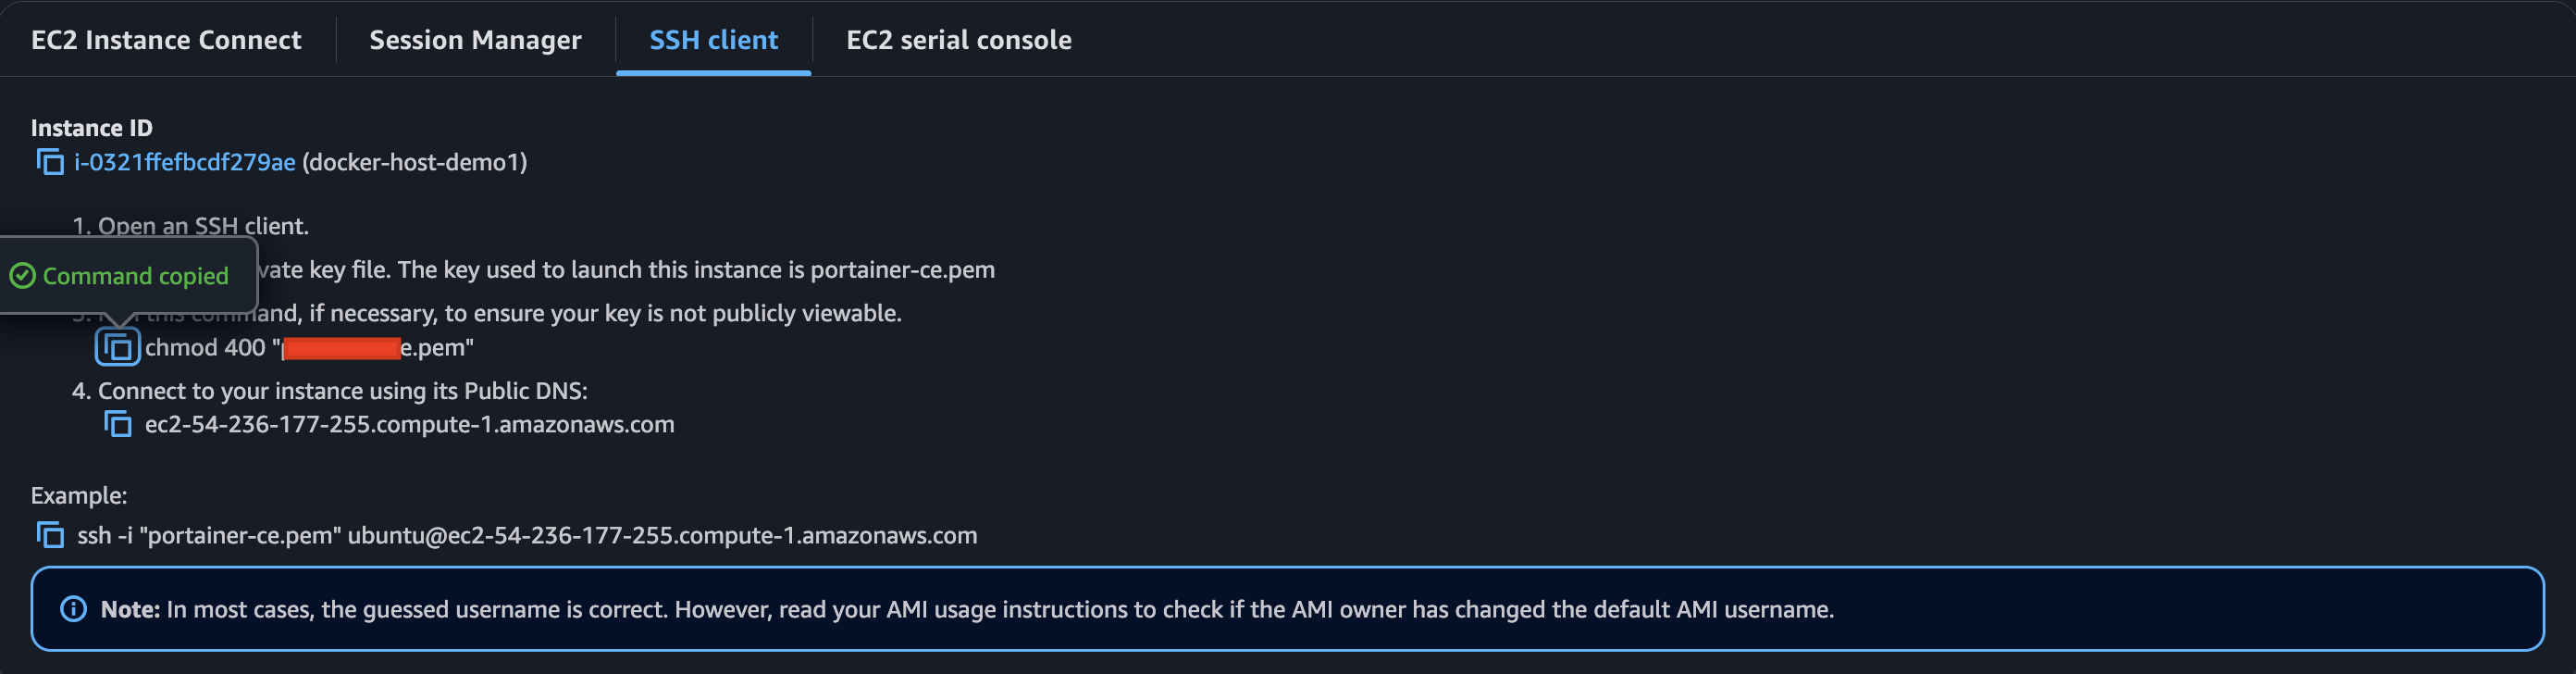 EC2 Instance Connect
Session Manager
SSH client
EC2 serial console
Instance ID
i-0321ffefbcdf279ae (docker-host-demo1)
1. Open an SSH client.
Command copied
key file. The key used to launch this instance is portainer-ce.pem
this command, if necessary, to ensure your key is not publicly viewable.
chmod 400 " e.pem"
4. Connect to your instance using its Public DNS:
ec2-54-236-177-255.compute-1.amazonaws.com
Example:
ssh -i "portainer-ce.pem" ubuntu@ec2-54-236-177-255.compute-1.amazonaws.com
Note: In most cases, the guessed username is correct. However, read your AMI usage instructions to check if the AMI owner has changed the default AMI username.